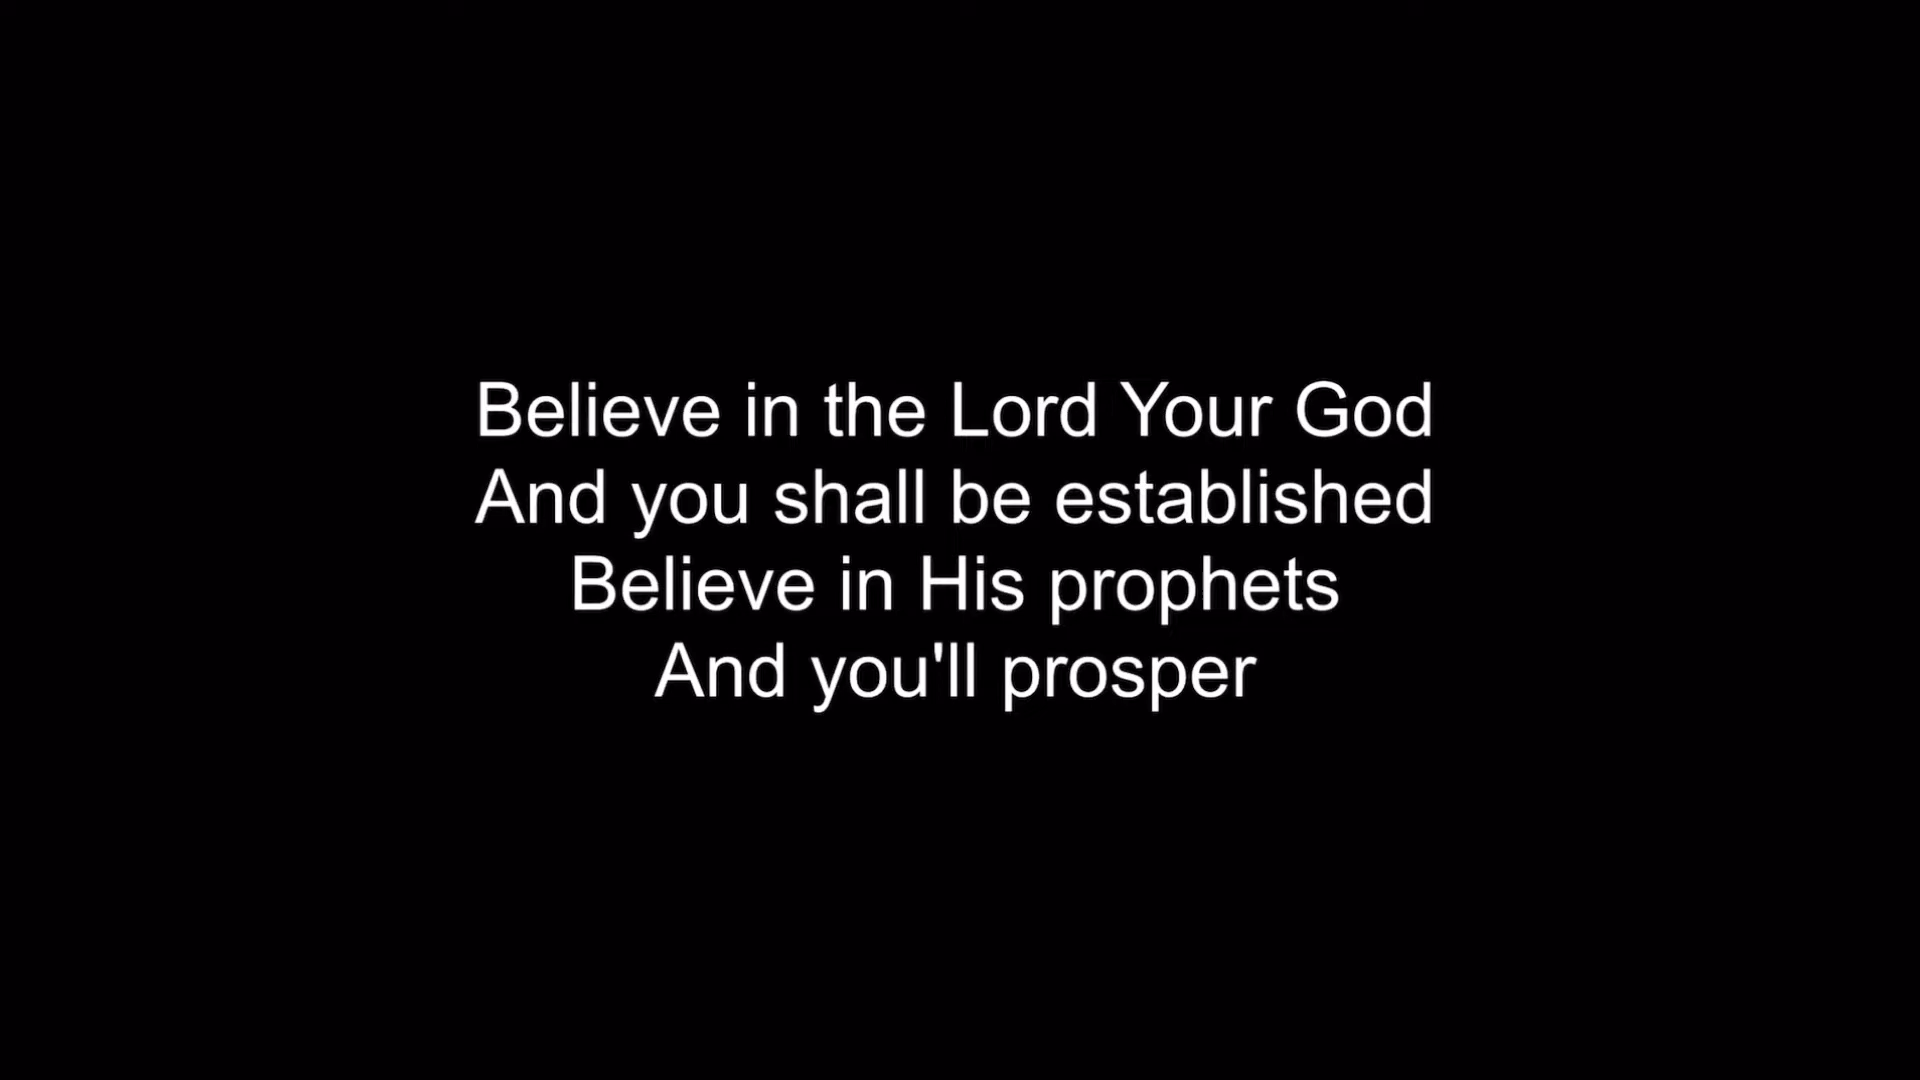 Believe in the Lord Your God
And you shall be established
Believe in His prophets
And you'll prosper